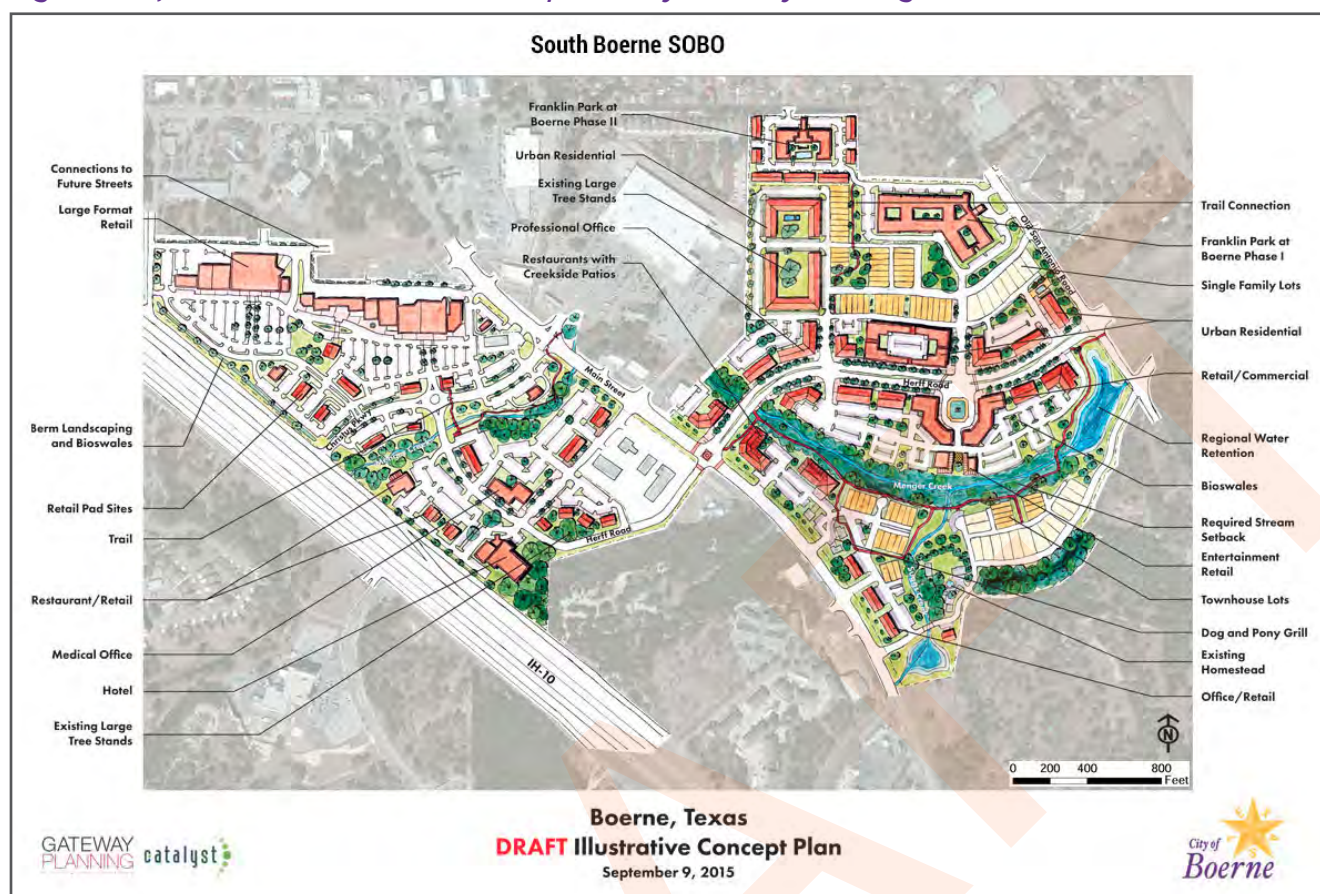 South Boerne SOBO
Connections to
Future Streets
Large Format
Retail
Berm Landscaping
and Bioswales
Retail Pad Sites
Trail
Restaurant/Retail
Medical Office
Hotel
Existing Large
Tree Stands
Franklin Park at
Boerne Phase II
Urban Residential
Existing Large
Tree Stands
Professional Office
Restaurants with
Creekside Patios
Main Street
Herff Road
Herff Road
Old San Antonio Road
Menger Creek
IH-10
Trail Connection
Franklin Park at
Boerne Phase I
Single Family Lots
Urban Residential
Retail/Commercial
Regional Water
Retention
Bioswales
Required Stream
Setback
Entertainment
Retail
Townhouse Lots
Dog and Pony Grill
Existing
Homestead
Office/Retail
N
0 200 400 800
Feet
GATEWAY
PLANNING
catalyst
Boerne, Texas
DRAFT Illustrative Concept Plan
September 9, 2015
City of
Boerne